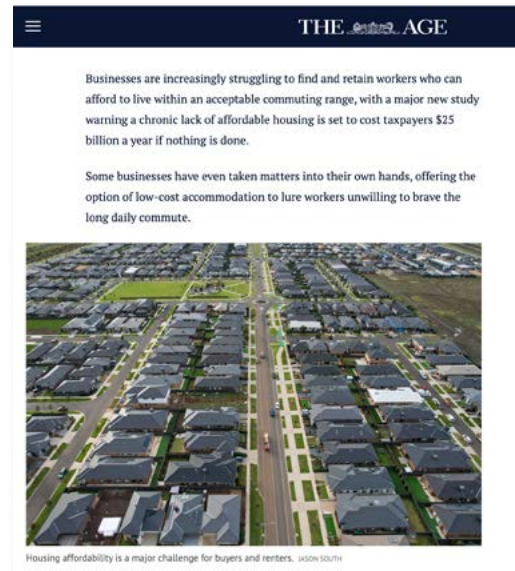 THE AGE
Businesses are increasingly struggling to find and retain workers who can
afford to live within an acceptable commuting range, with a major new study
warning a chronic lack of affordable housing is set to cost taxpayers $25
billion a year if nothing is done.
Some businesses have even taken matters into their own hands, offering the
option of low-cost accommodation to lure workers unwilling to brave the
long daily commute.
Housing affordability is a major challenge for buyers and renters. JASON SOUTH